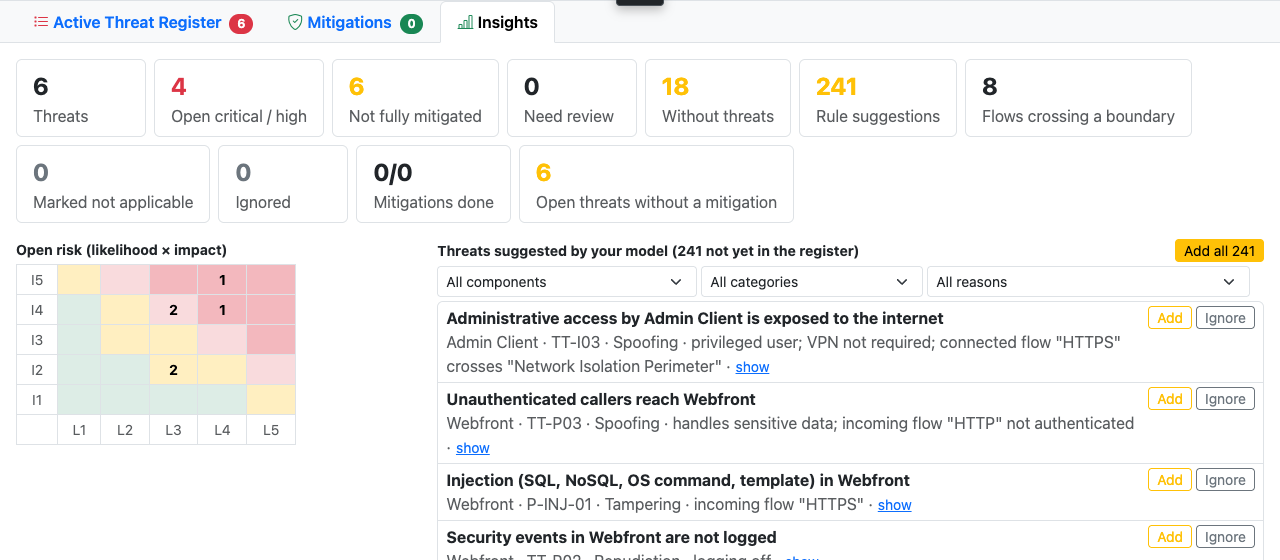 Active Threat Register 6 Mitigations 0 Insights
6
Threats
4
Open critical / high
6
Not fully mitigated
0
Need review
18
Without threats
241
Rule suggestions
8
Flows crossing a boundary
0
Marked not applicable
0
Ignored
0/0
Mitigations done
6
Open threats without a mitigation
Open risk (likelihood × impact)
I5 1
I4 2 1
I3
I2 2
I1
L1 L2 L3 L4 L5
Threats suggested by your model (241 not yet in the register) Add all 241
All components All categories All reasons
Administrative access by Admin Client is exposed to the internet Add Ignore
Admin Client · TT-I03 · Spoofing · privileged user; VPN not required; connected flow "HTTPS"
crosses "Network Isolation Perimeter" · show
Unauthenticated callers reach Webfront Add Ignore
Webfront · TT-P03 · Spoofing · handles sensitive data; incoming flow "HTTP" not authenticated
· show
Injection (SQL, NoSQL, OS command, template) in Webfront Add Ignore
Webfront · P-INJ-01 · Tampering · incoming flow "HTTPS" · show
Security events in Webfront are not logged Add Ignore
Webfront · TT-P02 · Repudiation · logging off · show